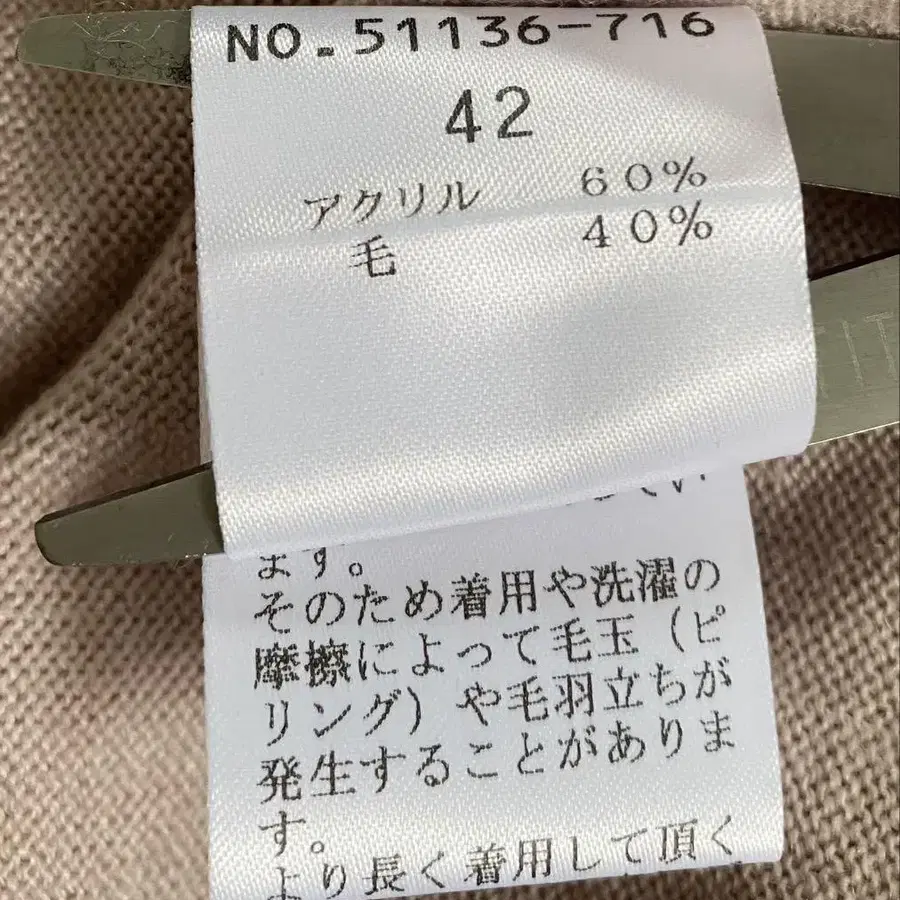 NO.51136-716
42
アクリル 60%
毛 40%
ます。
そのため着用や洗濯の
摩擦によって毛玉（ピ
リング）や毛羽立ちが
発生することがありま
す。
より長く着用して頂く